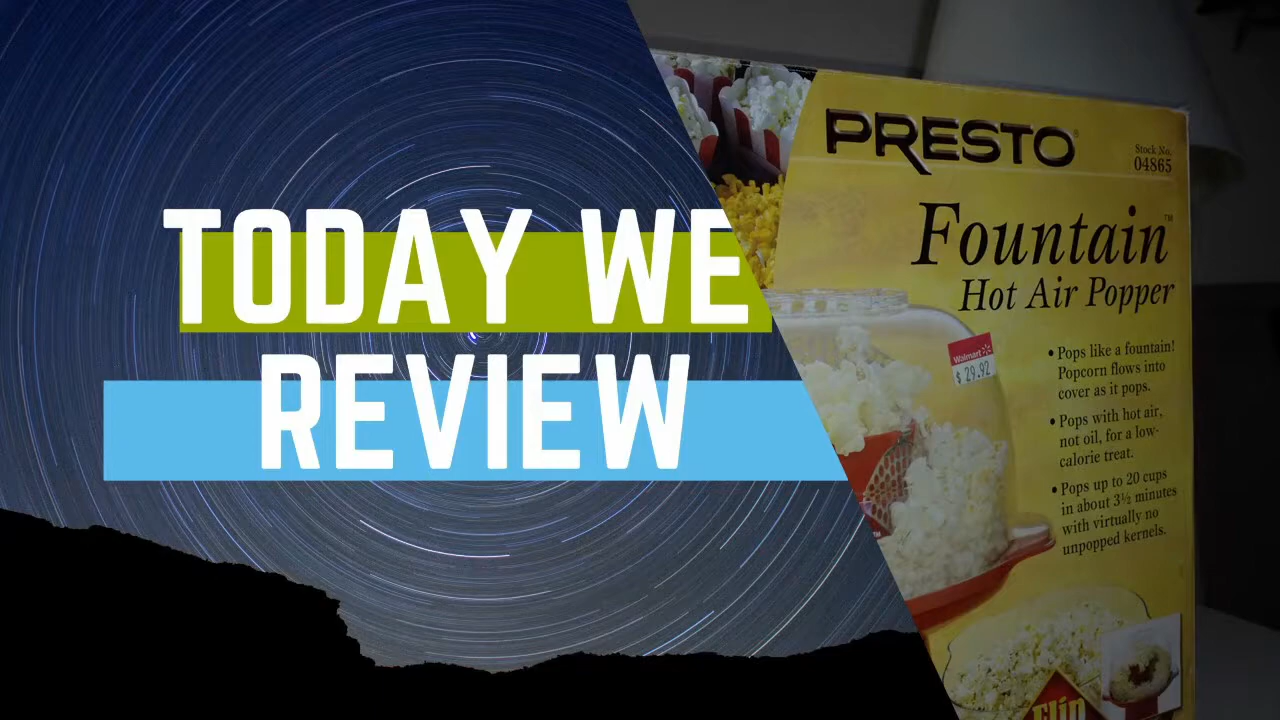 TODAY WE
REVIEW
PRESTO
Stock No.
04865
Fountain™
Hot Air Popper
Walmart
$ 29.92
• Pops like a fountain!
Popcorn flows into
cover as it pops.
• Pops with hot air,
not oil, for a low-
calorie treat.
• Pops up to 20 cups
in about 3½ minutes
with virtually no
unpopped kernels.
Flip